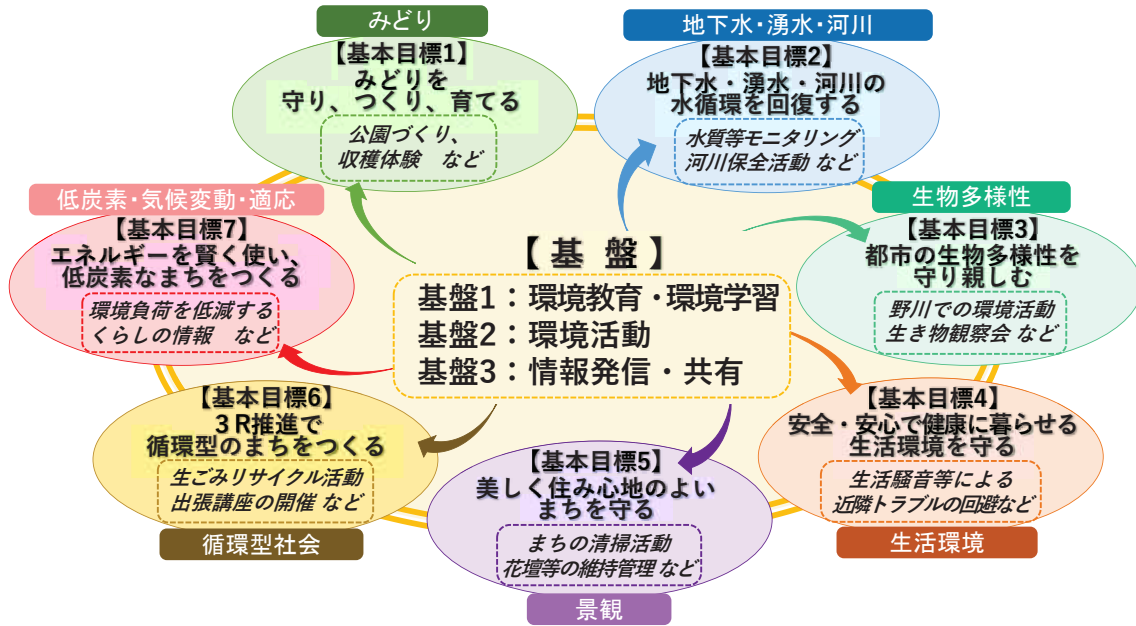 みどり
【基本目標1】
みどりを
守り、つくり、育てる
公園づくり、
収穫体験　など
地下水・湧水・河川
【基本目標2】
地下水・湧水・河川の
水循環を回復する
水質等モニタリング
河川保全活動 など
生物多様性
【基本目標3】
都市の生物多様性を
守り親しむ
野川での環境活動
生き物観察会 など
【基本目標4】
安全・安心で健康に暮らせる
生活環境を守る
生活騒音等による
近隣トラブルの回避など
生活環境
【基本目標5】
美しく住み心地のよい
まちを守る
まちの清掃活動
花壇等の維持管理 など
景観
【基本目標6】
３R推進で
循環型のまちをつくる
生ごみリサイクル活動
出張講座の開催 など
循環型社会
低炭素・気候変動・適応
【基本目標7】
エネルギーを賢く使い、
低炭素なまちをつくる
環境負荷を低減する
くらしの情報　など
【 基 盤 】
基盤1：環境教育・環境学習
基盤2：環境活動
基盤3：情報発信・共有